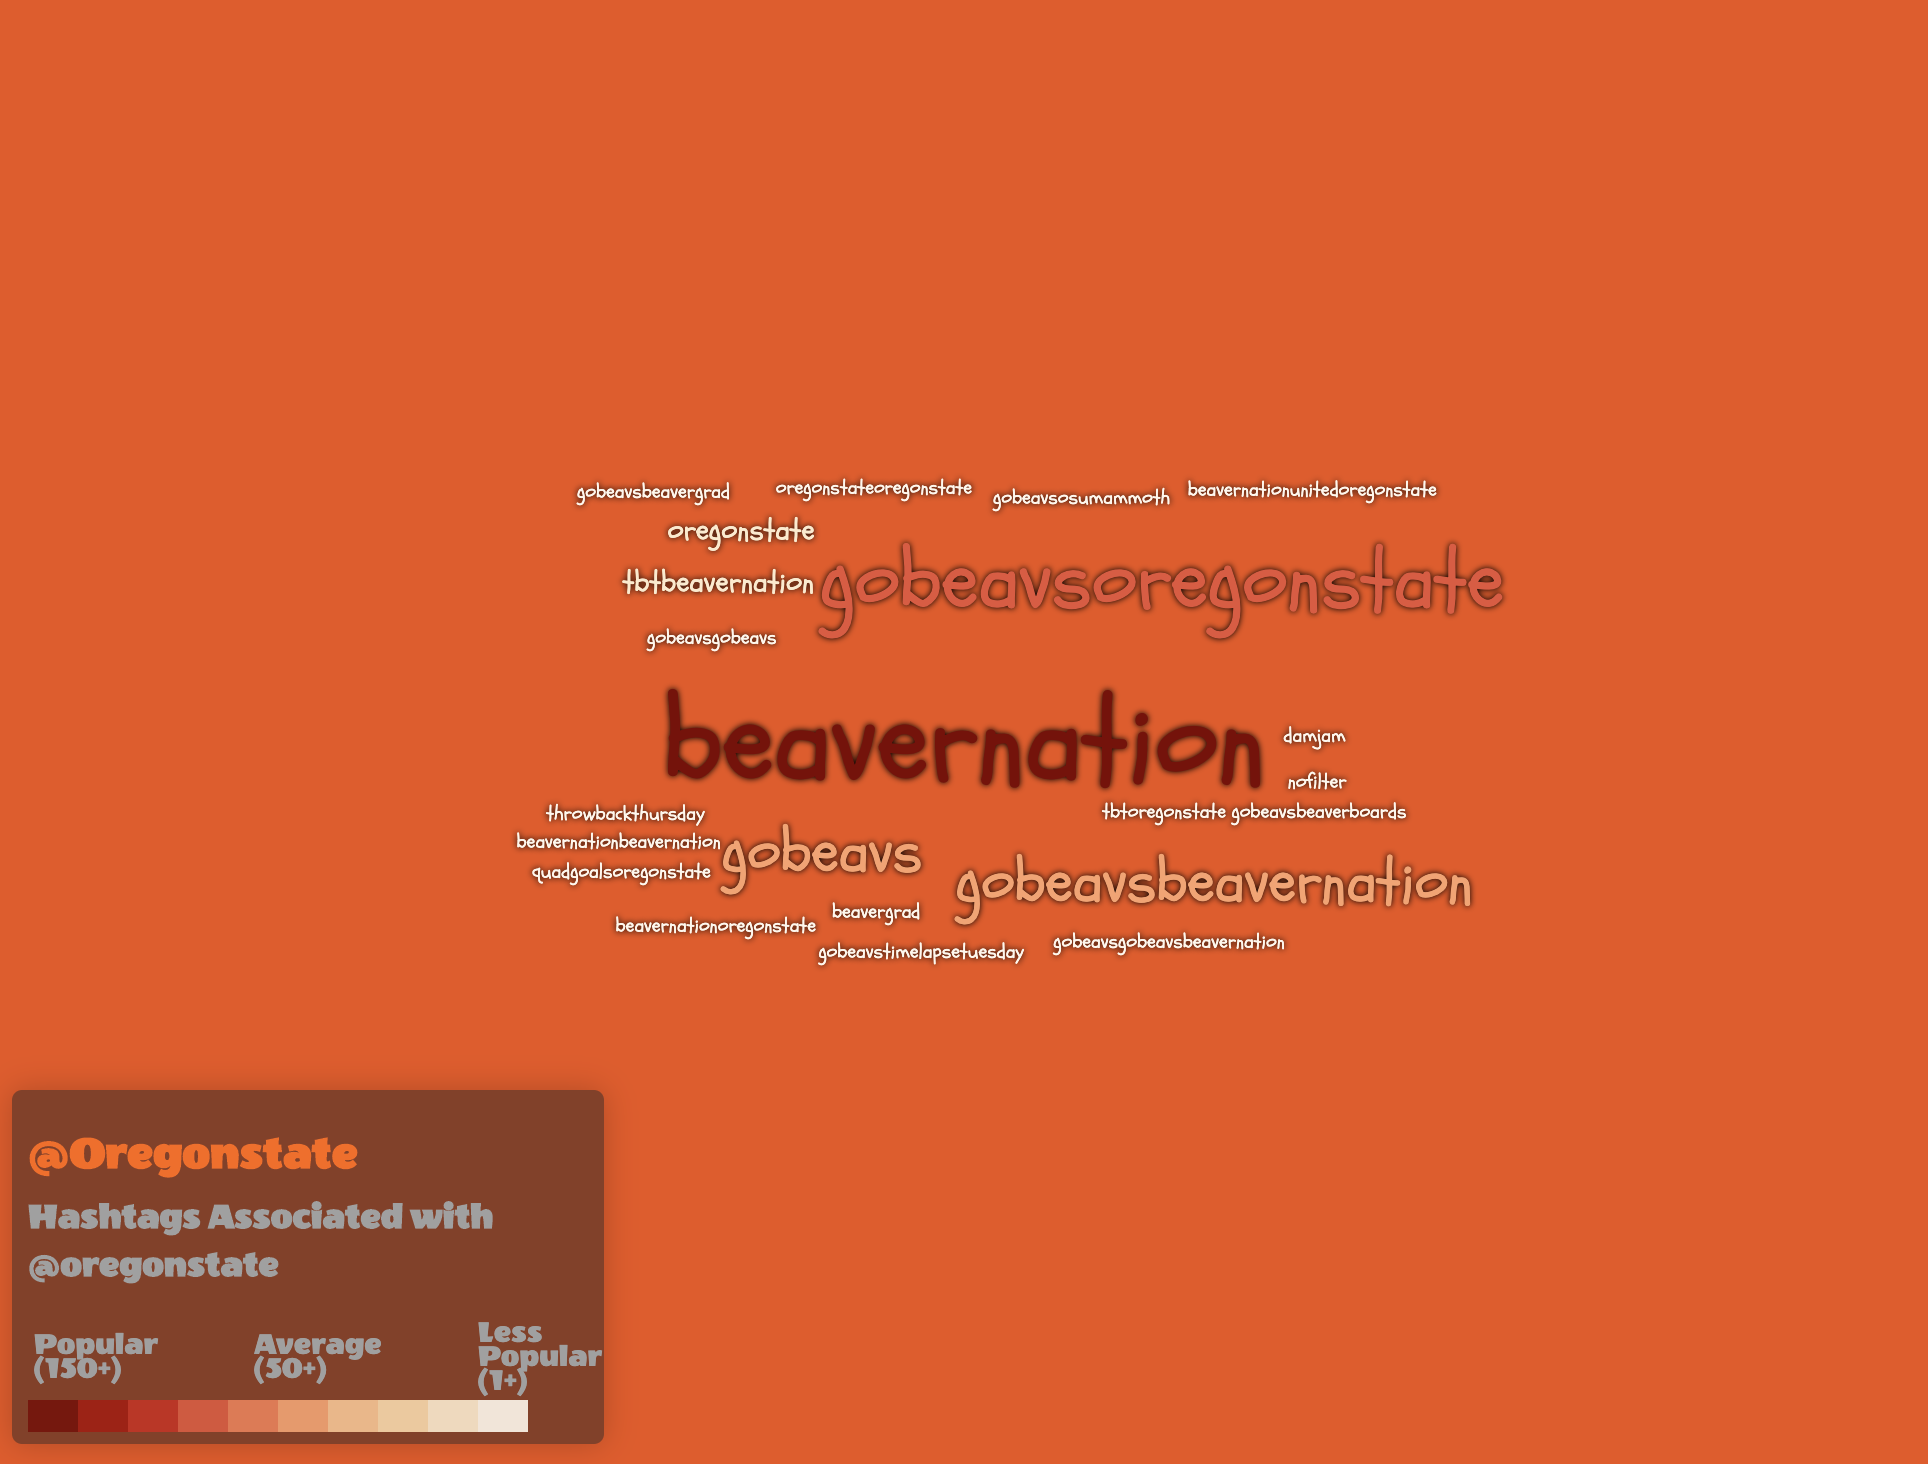 gobeavsbeavergrad oregonstateoregonstate gobeavsosumammoth beavernationunitedoregonstate
oregonstate
tbtbeavernation gobeavsoregonstate
gobeavsgobeavs
beavernation damjam
nofilter
throwbackthursday tbtoregonstate gobeavsbeaverboards
beavernationbeavernation gobeavs
quadgoalsoregonstate gobeavsbeavernation
beavernationoregonstate beavergrad
gobeavstimelapsetuesday gobeavsgobeavsbeavernation
@Oregonstate
Hashtags Associated with
@oregonstate
Popular
(150+)
Average
(50+)
Less
Popular
(1+)